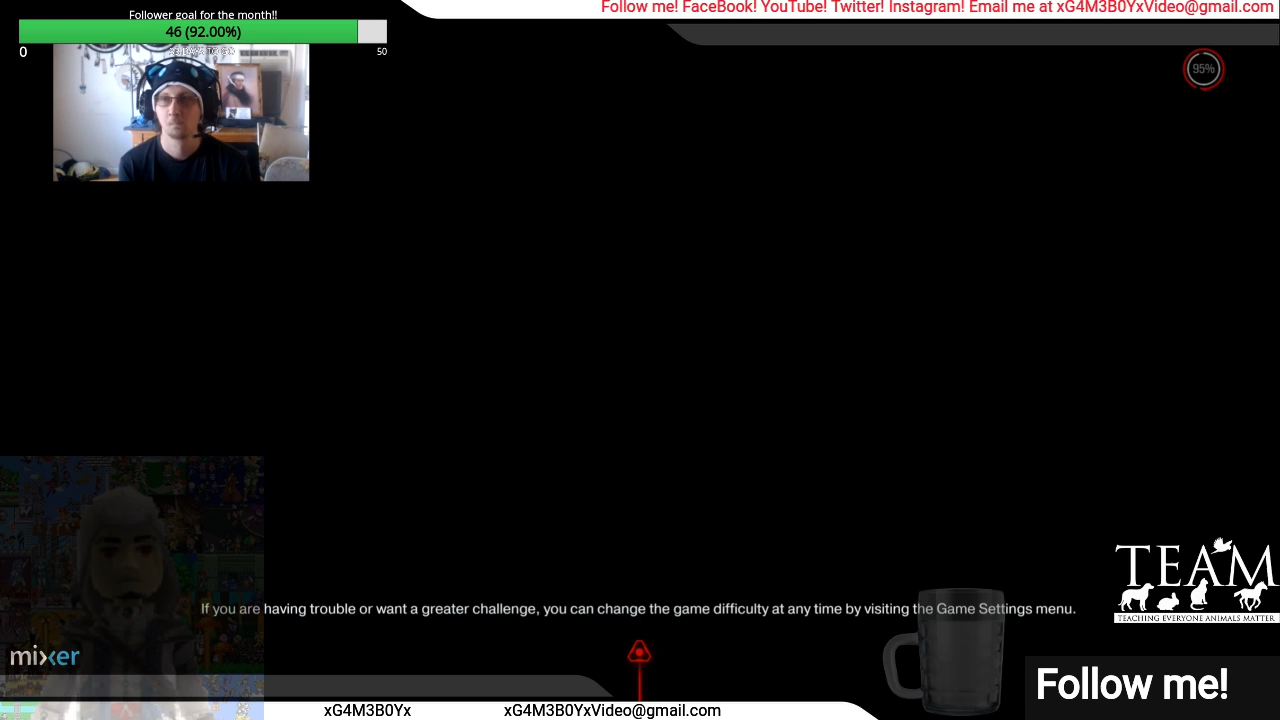 Follower goal for the month!!
Follow me! FaceBook! YouTube! Twitter! Instagram! Email me at xG4M3B0YxVideo@gmail.com
46 (92.00%)
0
50
95%
TEAM
TEACHING EVERYONE ANIMALS MATTER
If you are having trouble or want a greater challenge, you can change the game difficulty at any time by visiting the Game Settings menu.
mixer
Follow me!
xG4M3B0Yx
xG4M3B0YxVideo@gmail.com